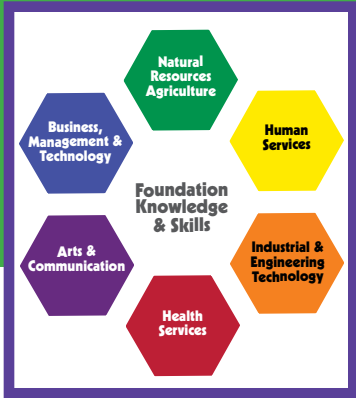 Natural
Resources
Agriculture
Business,
Management &
Technology
Human
Services
Foundation
Knowledge
& Skills
Arts &
Communication
Industrial &
Engineering
Technology
Health
Services